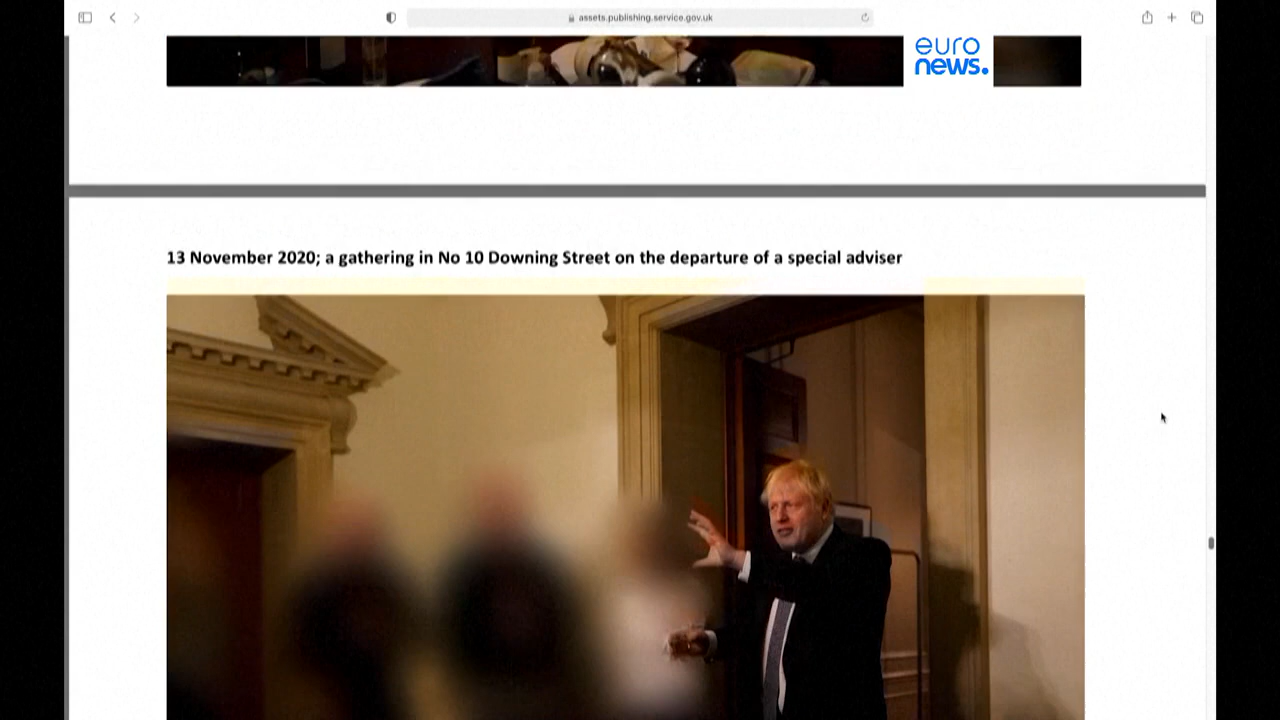 assets.publishing.service.gov.uk
euro
news.
13 November 2020; a gathering in No 10 Downing Street on the departure of a special adviser